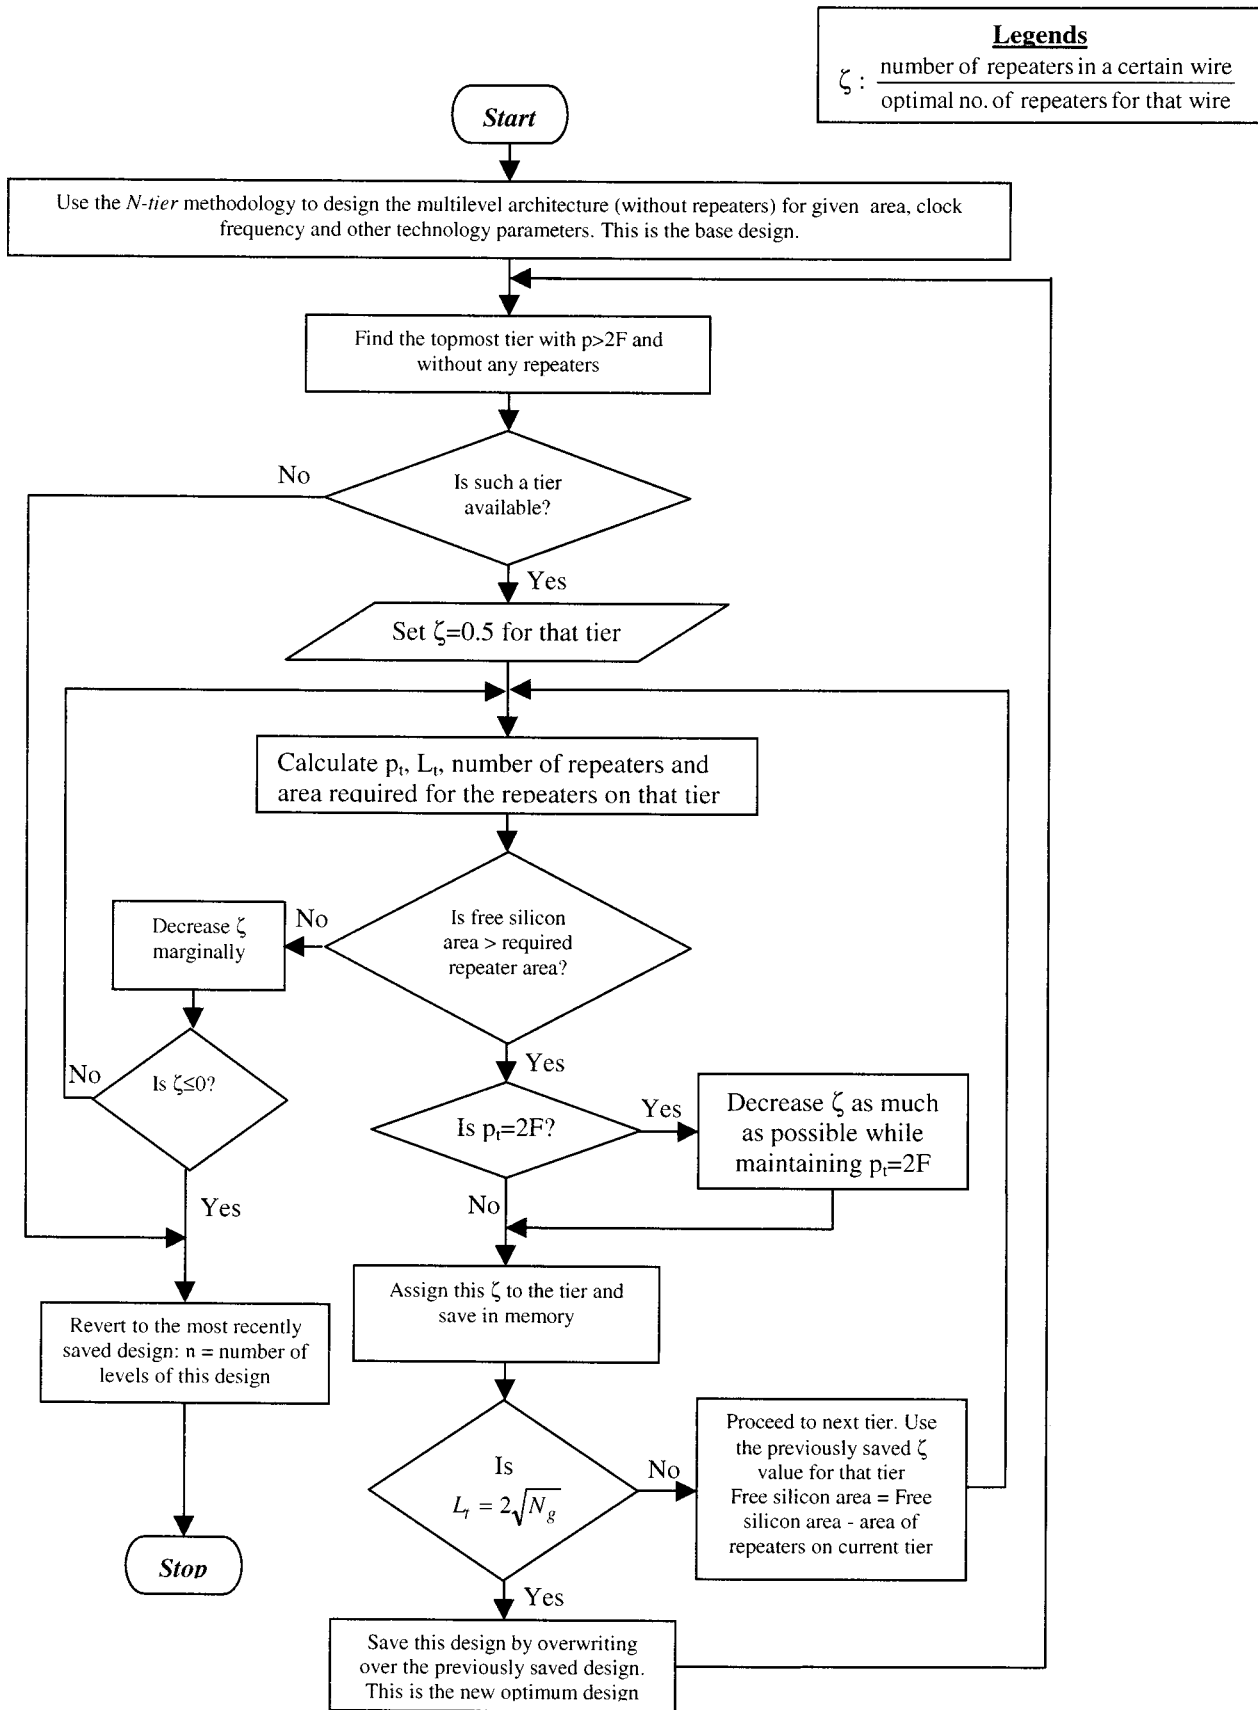 Legends
ζ : number of repeaters in a certain wire
optimal no. of repeaters for that wire
Start
Use the N-tier methodology to design the multilevel architecture (without repeaters) for given area, clock
frequency and other technology parameters. This is the base design.
Find the topmost tier with p>2F and
without any repeaters
No
Is such a tier
available?
Yes
Set ζ=0.5 for that tier
Calculate pt, Lt, number of repeaters and
area required for the repeaters on that tier
Decrease ζ
marginally
No
Is free silicon
area > required
repeater area?
Yes
No
Is ζ≤0?
Yes
Is pt=2F?
Yes
Decrease ζ as much
as possible while
maintaining pt=2F
No
Assign this ζ to the tier and
save in memory
Revert to the most recently
saved design: n = number of
levels of this design
Is
Lt = 2√Ng
No
Proceed to next tier. Use
the previously saved ζ
value for that tier
Free silicon area = Free
silicon area - area of
repeaters on current tier
Stop
Yes
Save this design by overwriting
over the previously saved design.
This is the new optimum design